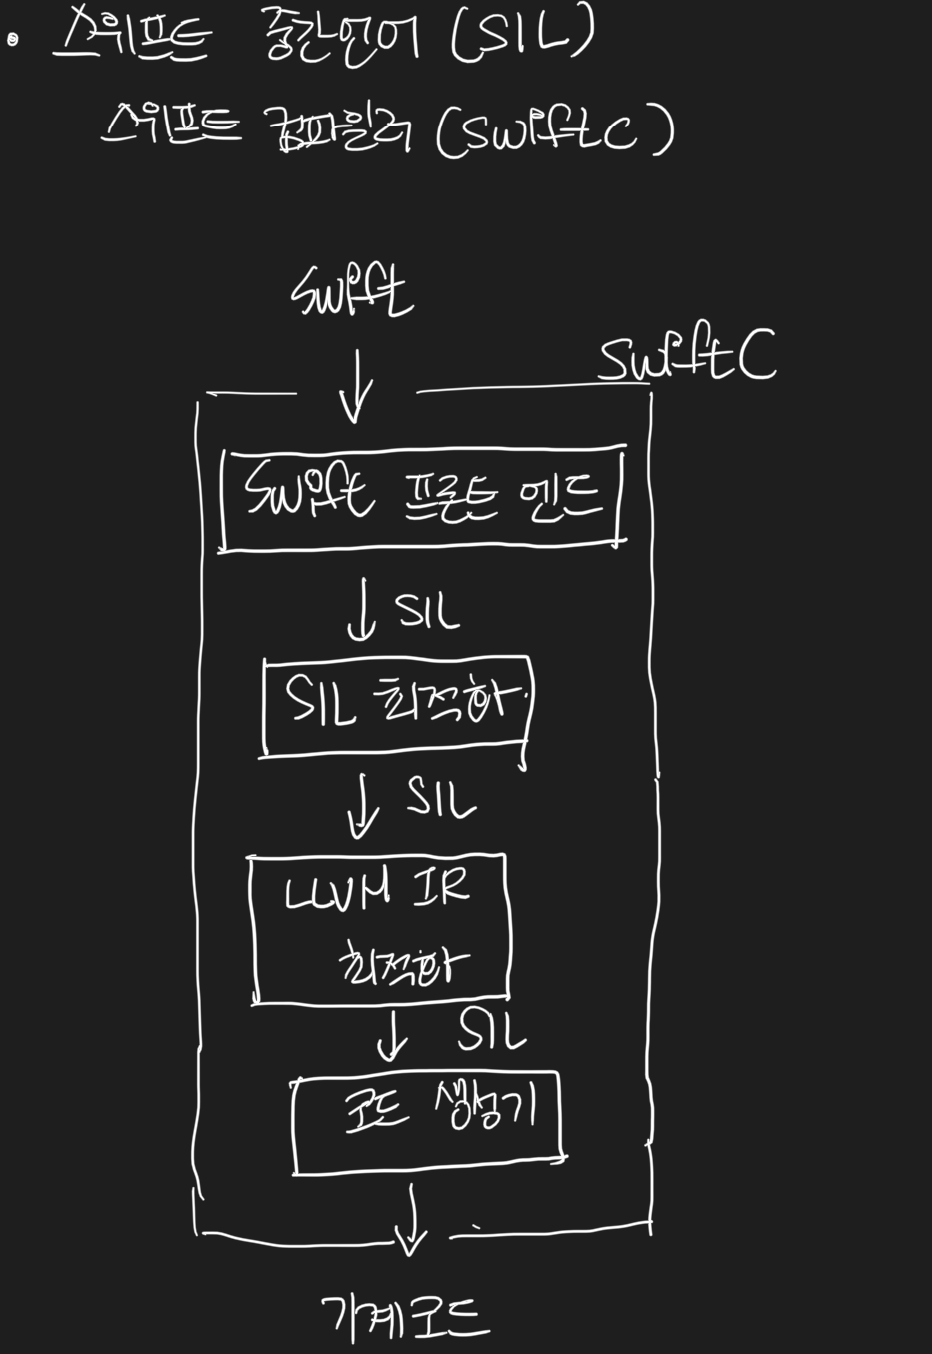 • 스위프트 중간언어 (SIL)
스위프트 컴파일러 (SwiftC)
Swift
SwiftC
Swift 프론트 엔드
SIL
SIL 최적화
SIL
LLVM IR
최적화
SIL
코드 생성기
기계코드